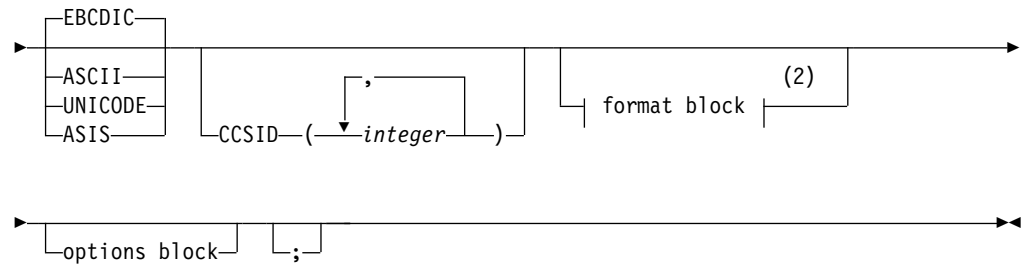 EBCDIC
ASCII
UNICODE
ASIS
CCSID ( , integer )
format block (2)
options block ;